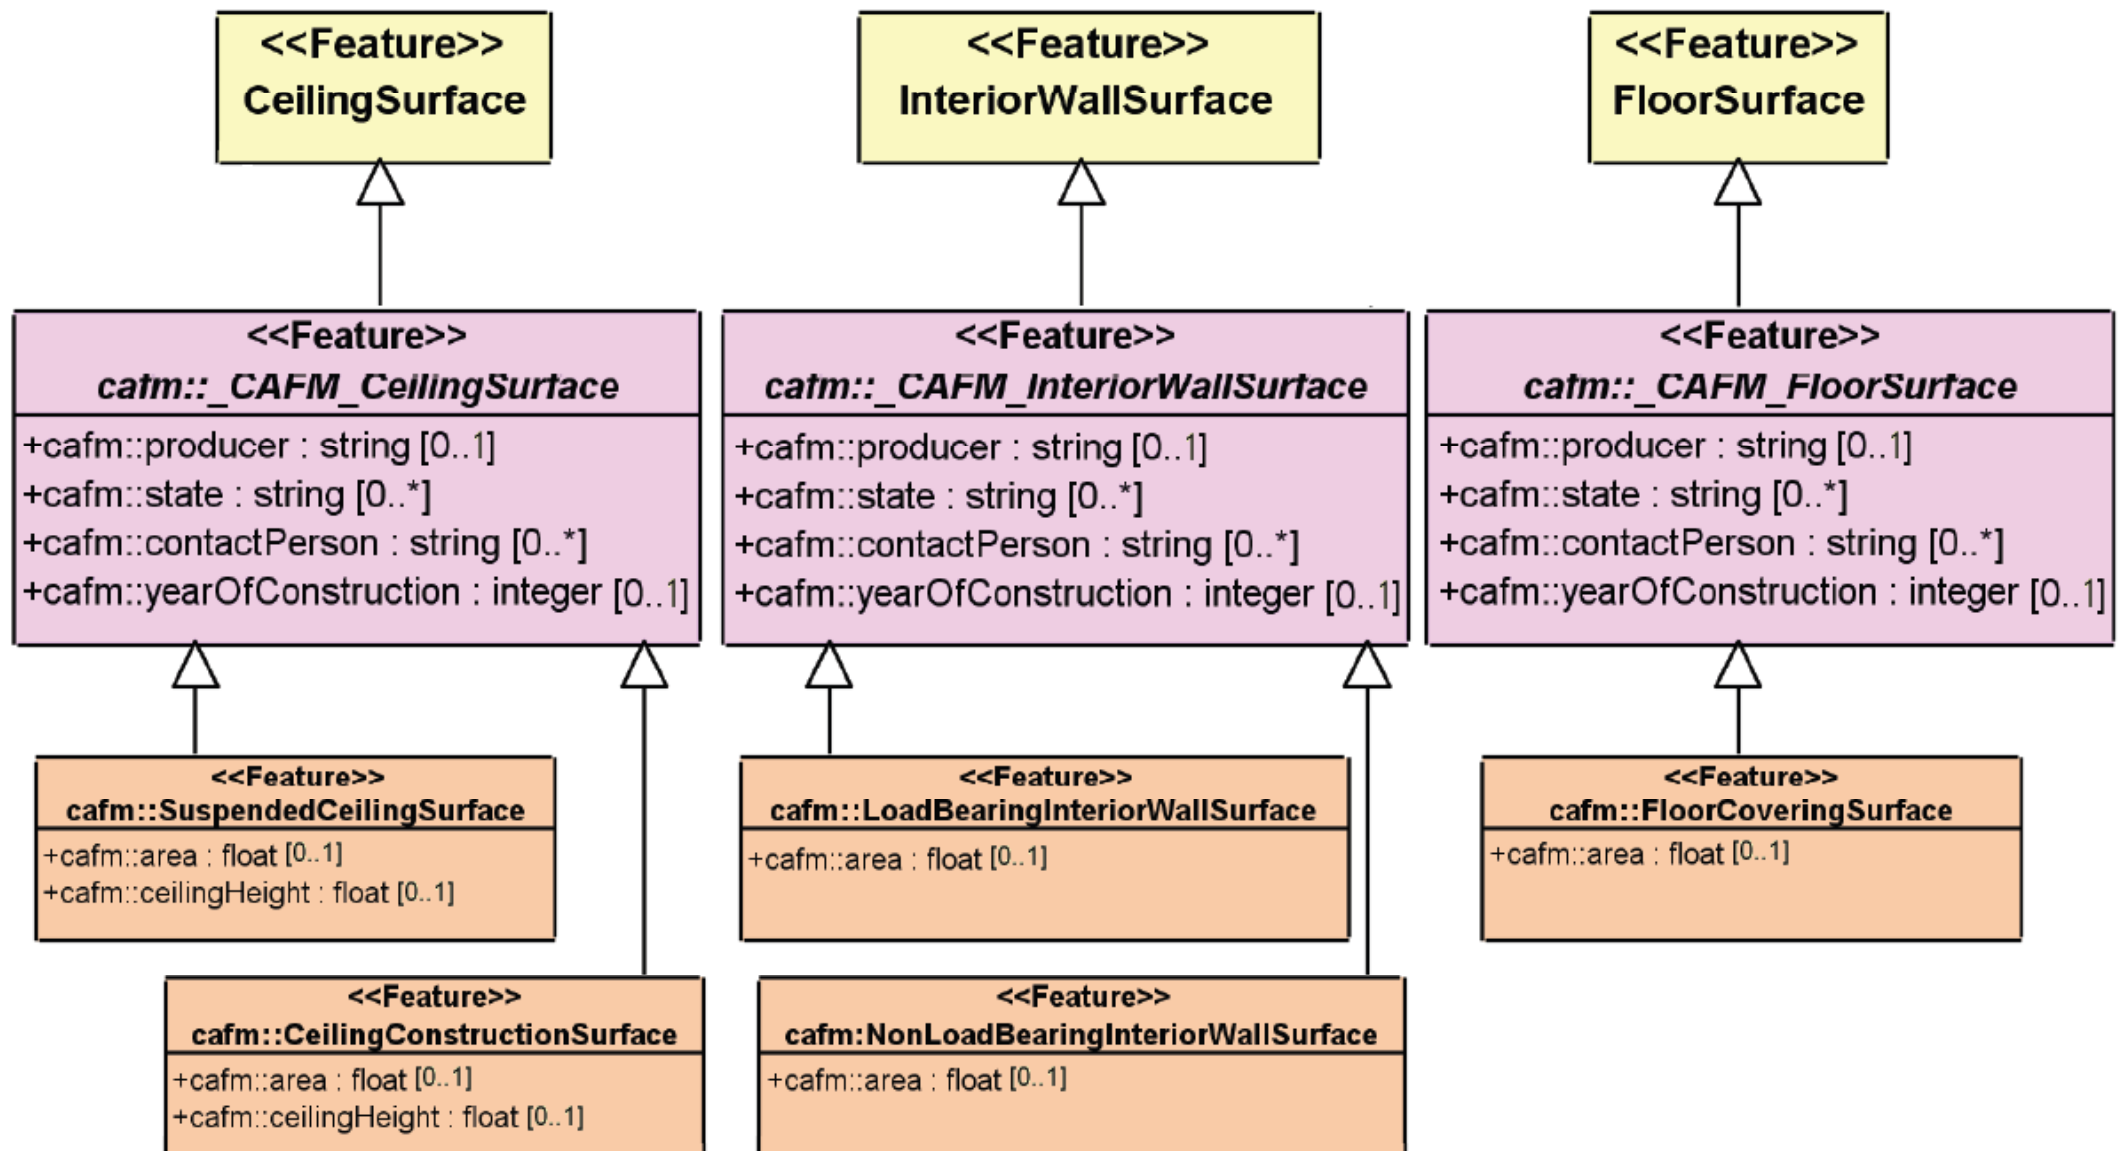 <<Feature>>
CeilingSurface
<<Feature>>
InteriorWallSurface
<<Feature>>
FloorSurface
<<Feature>>
cafm::_CAFM_CeilingSurface
+cafm::producer : string [0..1]
+cafm::state : string [0..*]
+cafm::contactPerson : string [0..*]
+cafm::yearOfConstruction : integer [0..1]
<<Feature>>
cafm::_CAFM_InteriorWallSurface
+cafm::producer : string [0..1]
+cafm::state : string [0..*]
+cafm::contactPerson : string [0..*]
+cafm::yearOfConstruction : integer [0..1]
<<Feature>>
cafm::_CAFM_FloorSurface
+cafm::producer : string [0..1]
+cafm::state : string [0..*]
+cafm::contactPerson : string [0..*]
+cafm::yearOfConstruction : integer [0..1]
<<Feature>>
cafm::SuspendedCeilingSurface
+cafm::area : float [0..1]
+cafm::ceilingHeight : float [0..1]
<<Feature>>
cafm::LoadBearingInteriorWallSurface
+cafm::area : float [0..1]
<<Feature>>
cafm::FloorCoveringSurface
+cafm::area : float [0..1]
<<Feature>>
cafm::CeilingConstructionSurface
+cafm::area : float [0..1]
+cafm::ceilingHeight : float [0..1]
<<Feature>>
cafm:NonLoadBearingInteriorWallSurface
+cafm::area : float [0..1]